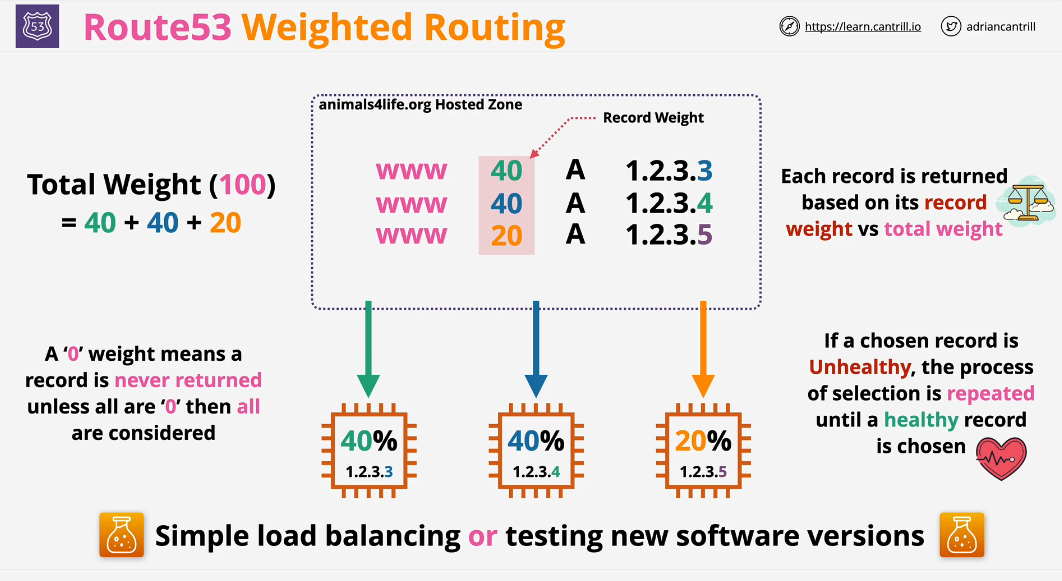 53
Route53 Weighted Routing
https://learn.cantrill.io
adriancantrill
animals4life.org Hosted Zone
Record Weight
www 40 A 1.2.3.3
www 40 A 1.2.3.4
www 20 A 1.2.3.5
Total Weight (100)
= 40 + 40 + 20
Each record is returned
based on its record
weight vs total weight
A ‘0’ weight means a
record is never returned
unless all are ‘0’ then all
are considered
If a chosen record is
Unhealthy, the process
of selection is repeated
until a healthy record
is chosen
40%
1.2.3.3
40%
1.2.3.4
20%
1.2.3.5
Simple load balancing or testing new software versions